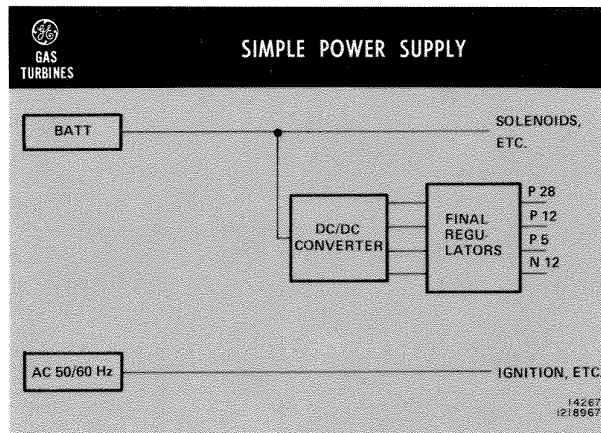 GE
GAS
TURBINES
SIMPLE POWER SUPPLY
BATT
SOLENOIDS,
ETC.
DC/DC
CONVERTER
FINAL
REGU-
LATORS
P 28
P 12
P 5
N 12
AC 50/60 Hz
IGNITION, ETC.
14267
1218967